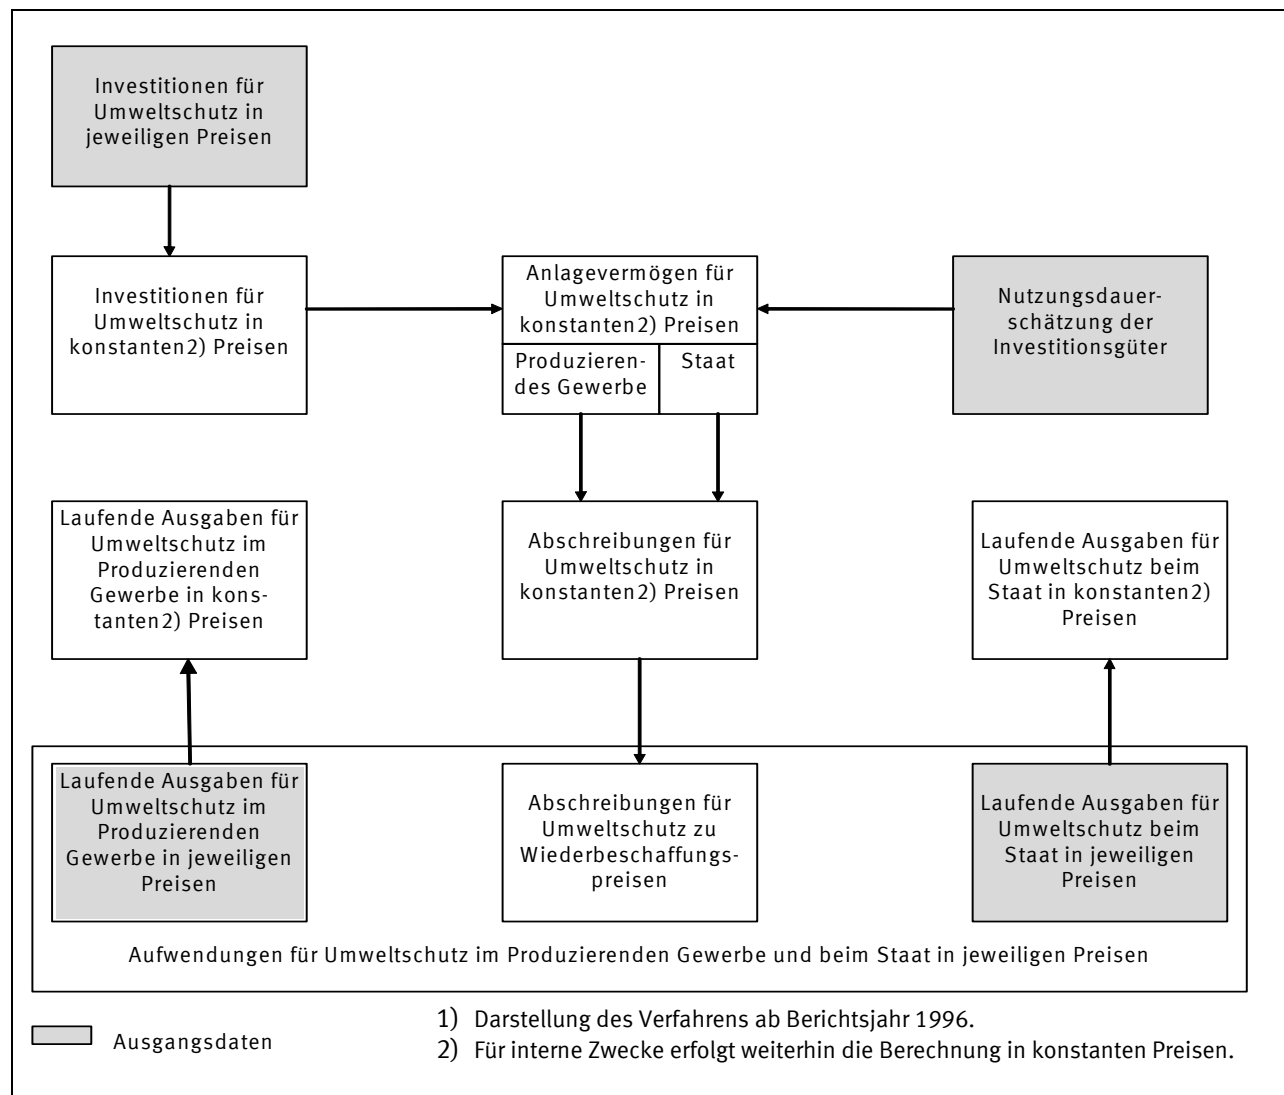 Investitionen für
Umweltschutz in
jeweiligen Preisen
Investitionen für
Umweltschutz in
konstanten2) Preisen
Anlagevermögen für
Umweltschutz in
konstanten2) Preisen
Produzieren-
des Gewerbe
Staat
Nutzungsdauer-
schätzung der
Investitionsgüter
Laufende Ausgaben für
Umweltschutz im
Produzierenden
Gewerbe in kons-
tanten2) Preisen
Abschreibungen für
Umweltschutz in
konstanten2) Preisen
Laufende Ausgaben für
Umweltschutz beim
Staat in konstanten2)
Preisen
Laufende Ausgaben für
Umweltschutz im
Produzierenden
Gewerbe in jeweiligen
Preisen
Abschreibungen für
Umweltschutz zu
Wiederbeschaffungs-
preisen
Laufende Ausgaben für
Umweltschutz beim
Staat in jeweiligen
Preisen
Aufwendungen für Umweltschutz im Produzierenden Gewerbe und beim Staat in jeweiligen Preisen
Ausgangsdaten
1) Darstellung des Verfahrens ab Berichtsjahr 1996.
2) Für interne Zwecke erfolgt weiterhin die Berechnung in konstanten Preisen.